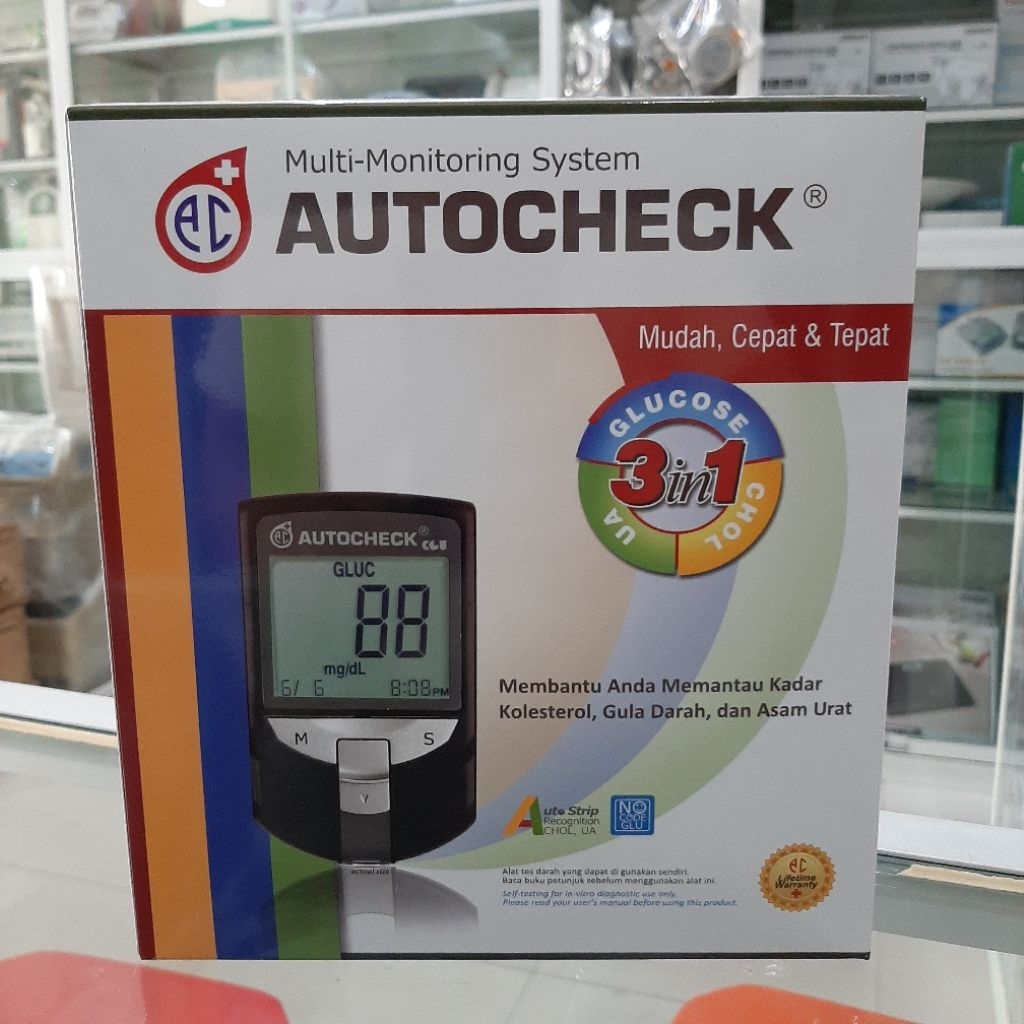 Multi-Monitoring System
AC
AUTOCHECK®
Mudah, Cepat & Tepat
GLUCOSE
3in1
UA
CHOL
AC AUTOCHECK®
GLUC
88
mg/dL
6/ 6 8:08PM
M S
actual size
Membantu Anda Memantau Kadar
Kolesterol, Gula Darah, dan Asam Urat
Auto Strip
Recognition
CHOL, UA
NO
CODE
GLU
Alat tes darah yang dapat di gunakan sendiri.
Baca buku petunjuk sebelum menggunakan alat ini.
Self-testing for in-vitro diagnostic use only.
Please read your user's manual before using this product.
AC
Lifetime
Warranty